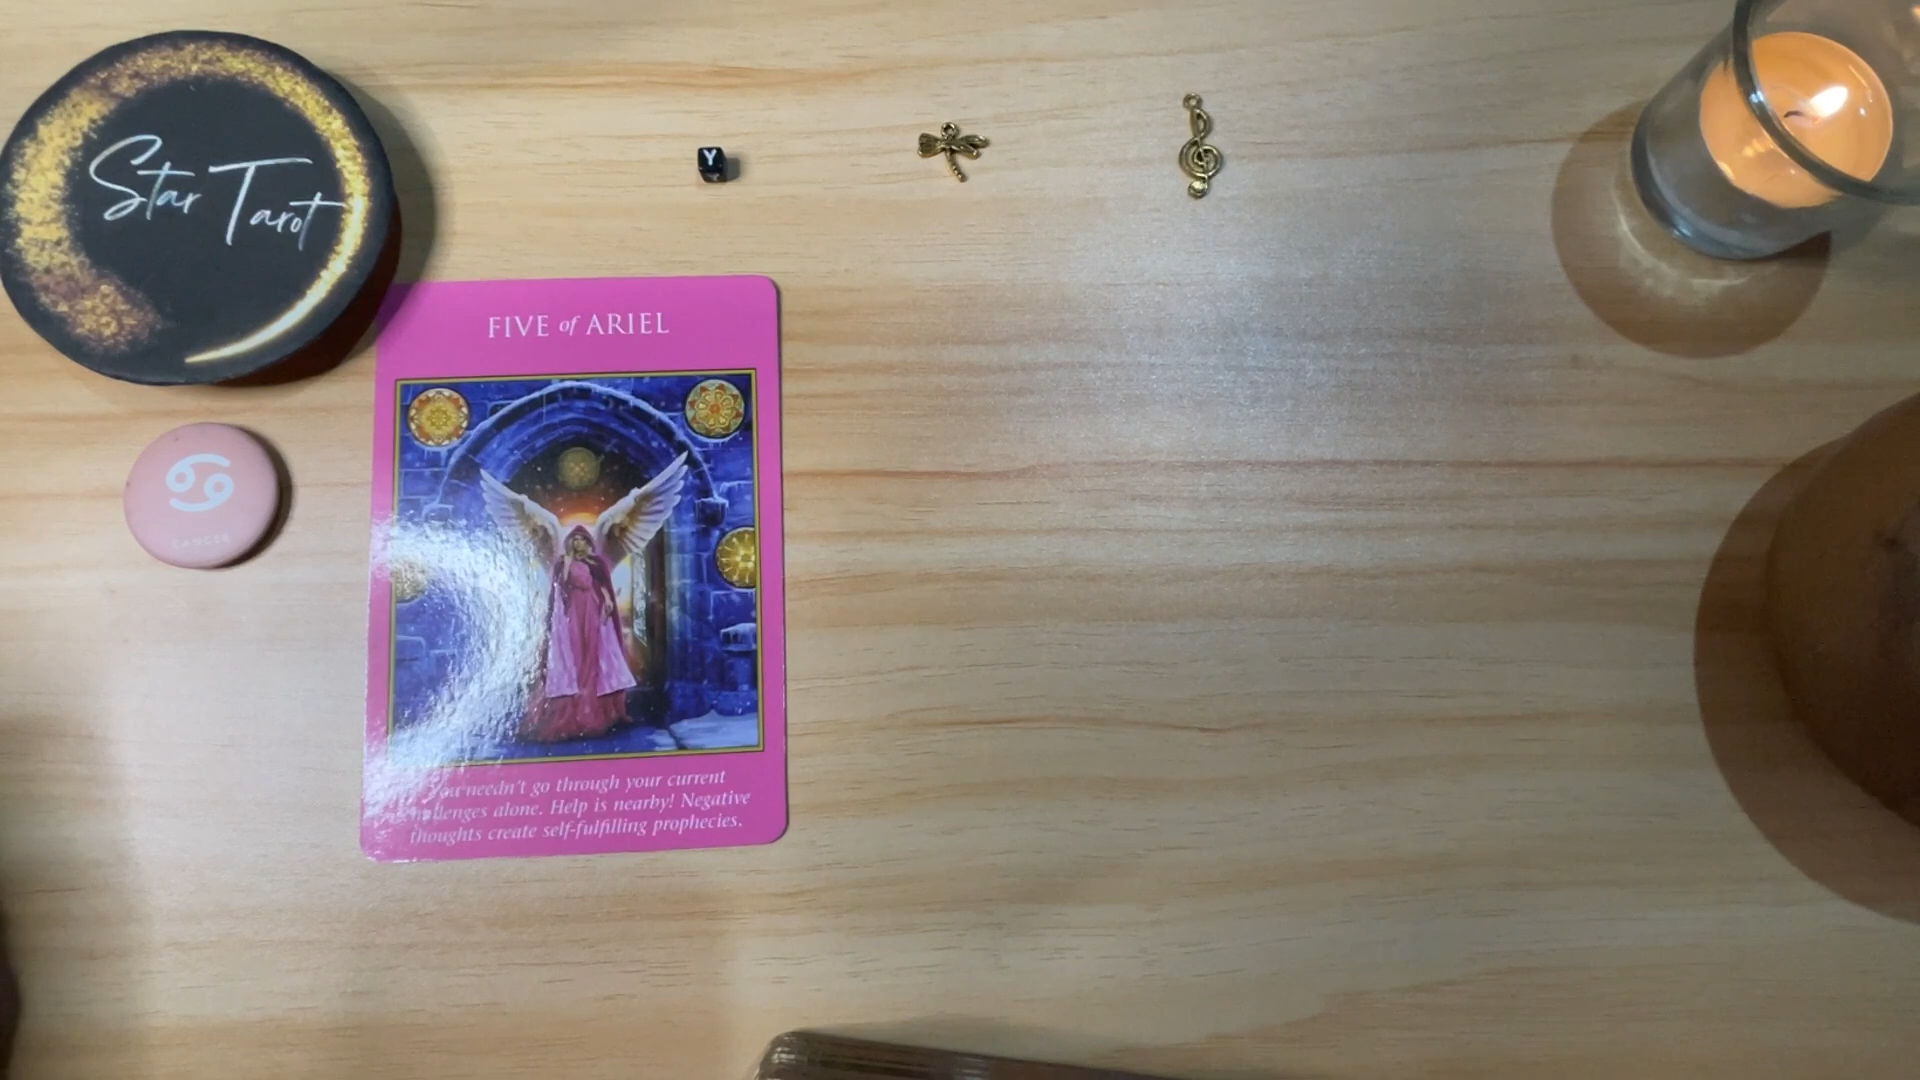 Star Tarot
Y
FIVE of ARIEL
CANCER
You needn't go through your current
challenges alone. Help is nearby! Negative
thoughts create self-fulfilling prophecies.